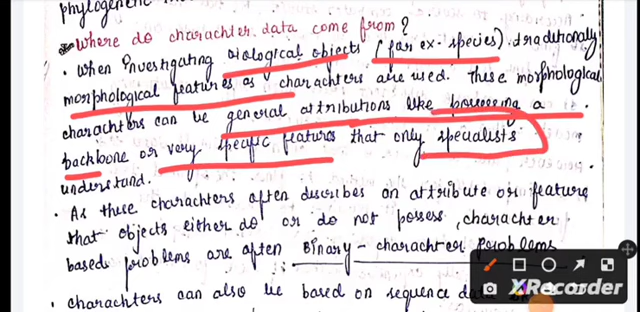 phylogenetic
Where do charachter data come from?
• When investigating biological objects (for ex- species), traditionally
morphological features as charachters are used. These morphological
charachters can be general attributions like possessing a
backbone or very specific features that only specialists
understand.
• As these charachters often describes an attribute or feature
that objects either do or do not possess, charachter
based problems are often Binary - charachter Problems
• Charachters can also be based on sequence data
XRecorder